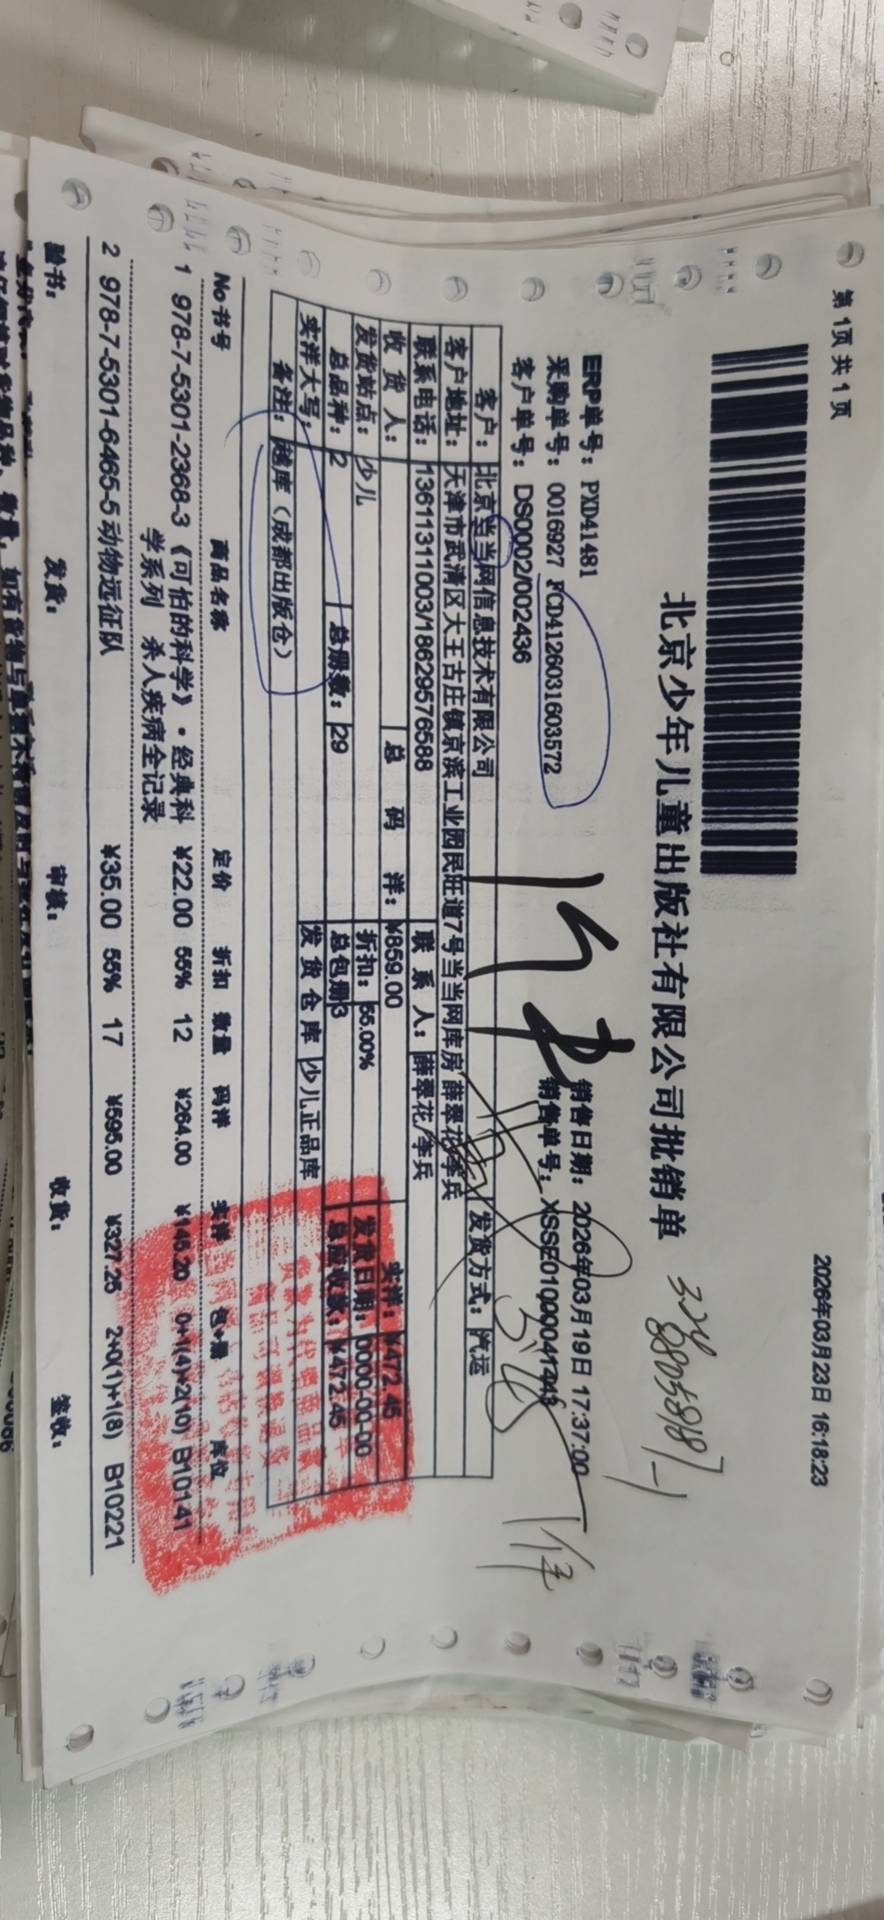 第 1页 共 1 页
2026年03月23日 16:18:23
北京少年儿童出版社有限公司批销单
ERP单号：PXD41481
销售日期：2026年03月19日 17:37:00
采购单号：0016927 PCD4126031603572
销售单号：XSSE01000041443
客户单号：DS0002/002436
客户：北京当当网信息技术有限公司 发货方式：汽运
客户地址：天津市武清区大王古庄镇京滨工业园民旺道7号当当网库房 薛翠花/李兵
联系电话：13611311003/18629576588 联 系 人：薛翠花/李兵
收 货 人： 总 码 洋：¥859.00 实洋：¥472.45
发货站点：少儿 折扣：55.00% 发货日期：0000-00-00
总品种：2 总册数：29 总包册3 总应收款：¥472.45
实洋大写： 发 货 仓 库 少儿正品库
备注：越库（成都出版仓）
No书号 商品名称 定价 折扣 数量 码洋 实洋 包+册 库位
1 978-7-5301-2368-3 《可怕的科学》·经典科 ¥22.00 55% 12 ¥264.00 ¥145.20 0+1(4)+2(10) B10141
学系列 杀人疾病全记录
2 978-7-5301-6465-5 动物远征队 ¥35.00 55% 17 ¥595.00 ¥327.25 2+0(1)+1(8) B10221
验书： 发货： 审核： 收货： 签收：